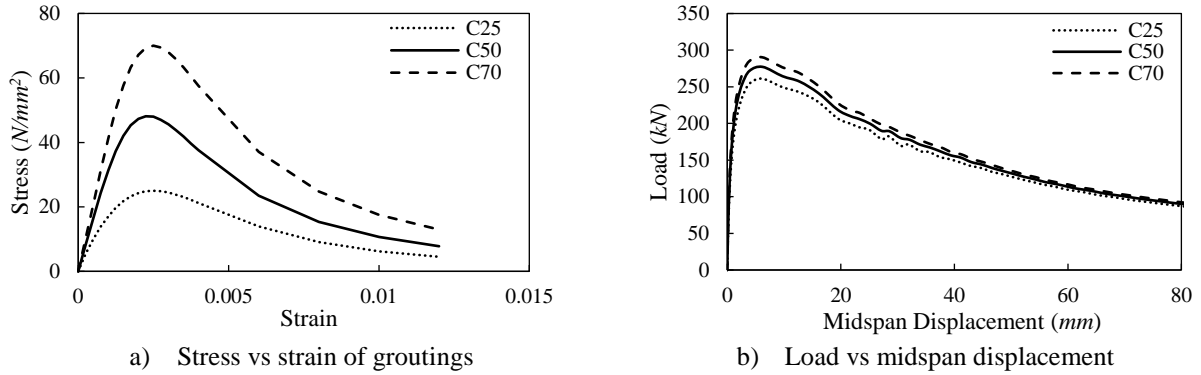 80
60
40
20
0
0
0.005
0.01
0.015
Stress (N/mm²)
Strain
C25
C50
C70
a) Stress vs strain of groutings
350
300
250
200
150
100
50
0
0
20
40
60
80
Load (kN)
Midspan Displacement (mm)
C25
C50
C70
b) Load vs midspan displacement